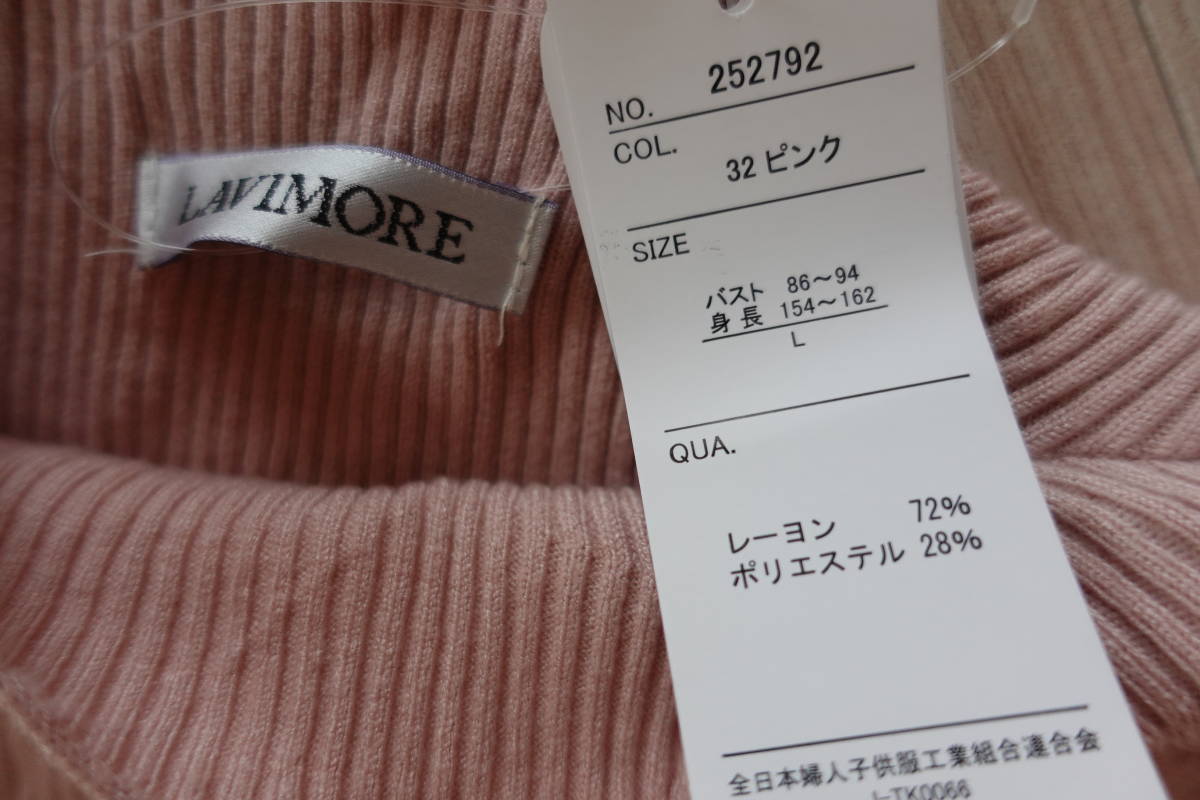 LAVIMORE
NO. 252792
COL. 32 ピンク
SIZE
バスト 86～94
身長 154～162
L
QUA.
レーヨン 72%
ポリエステル 28%
全日本婦人子供服工業組合連合会